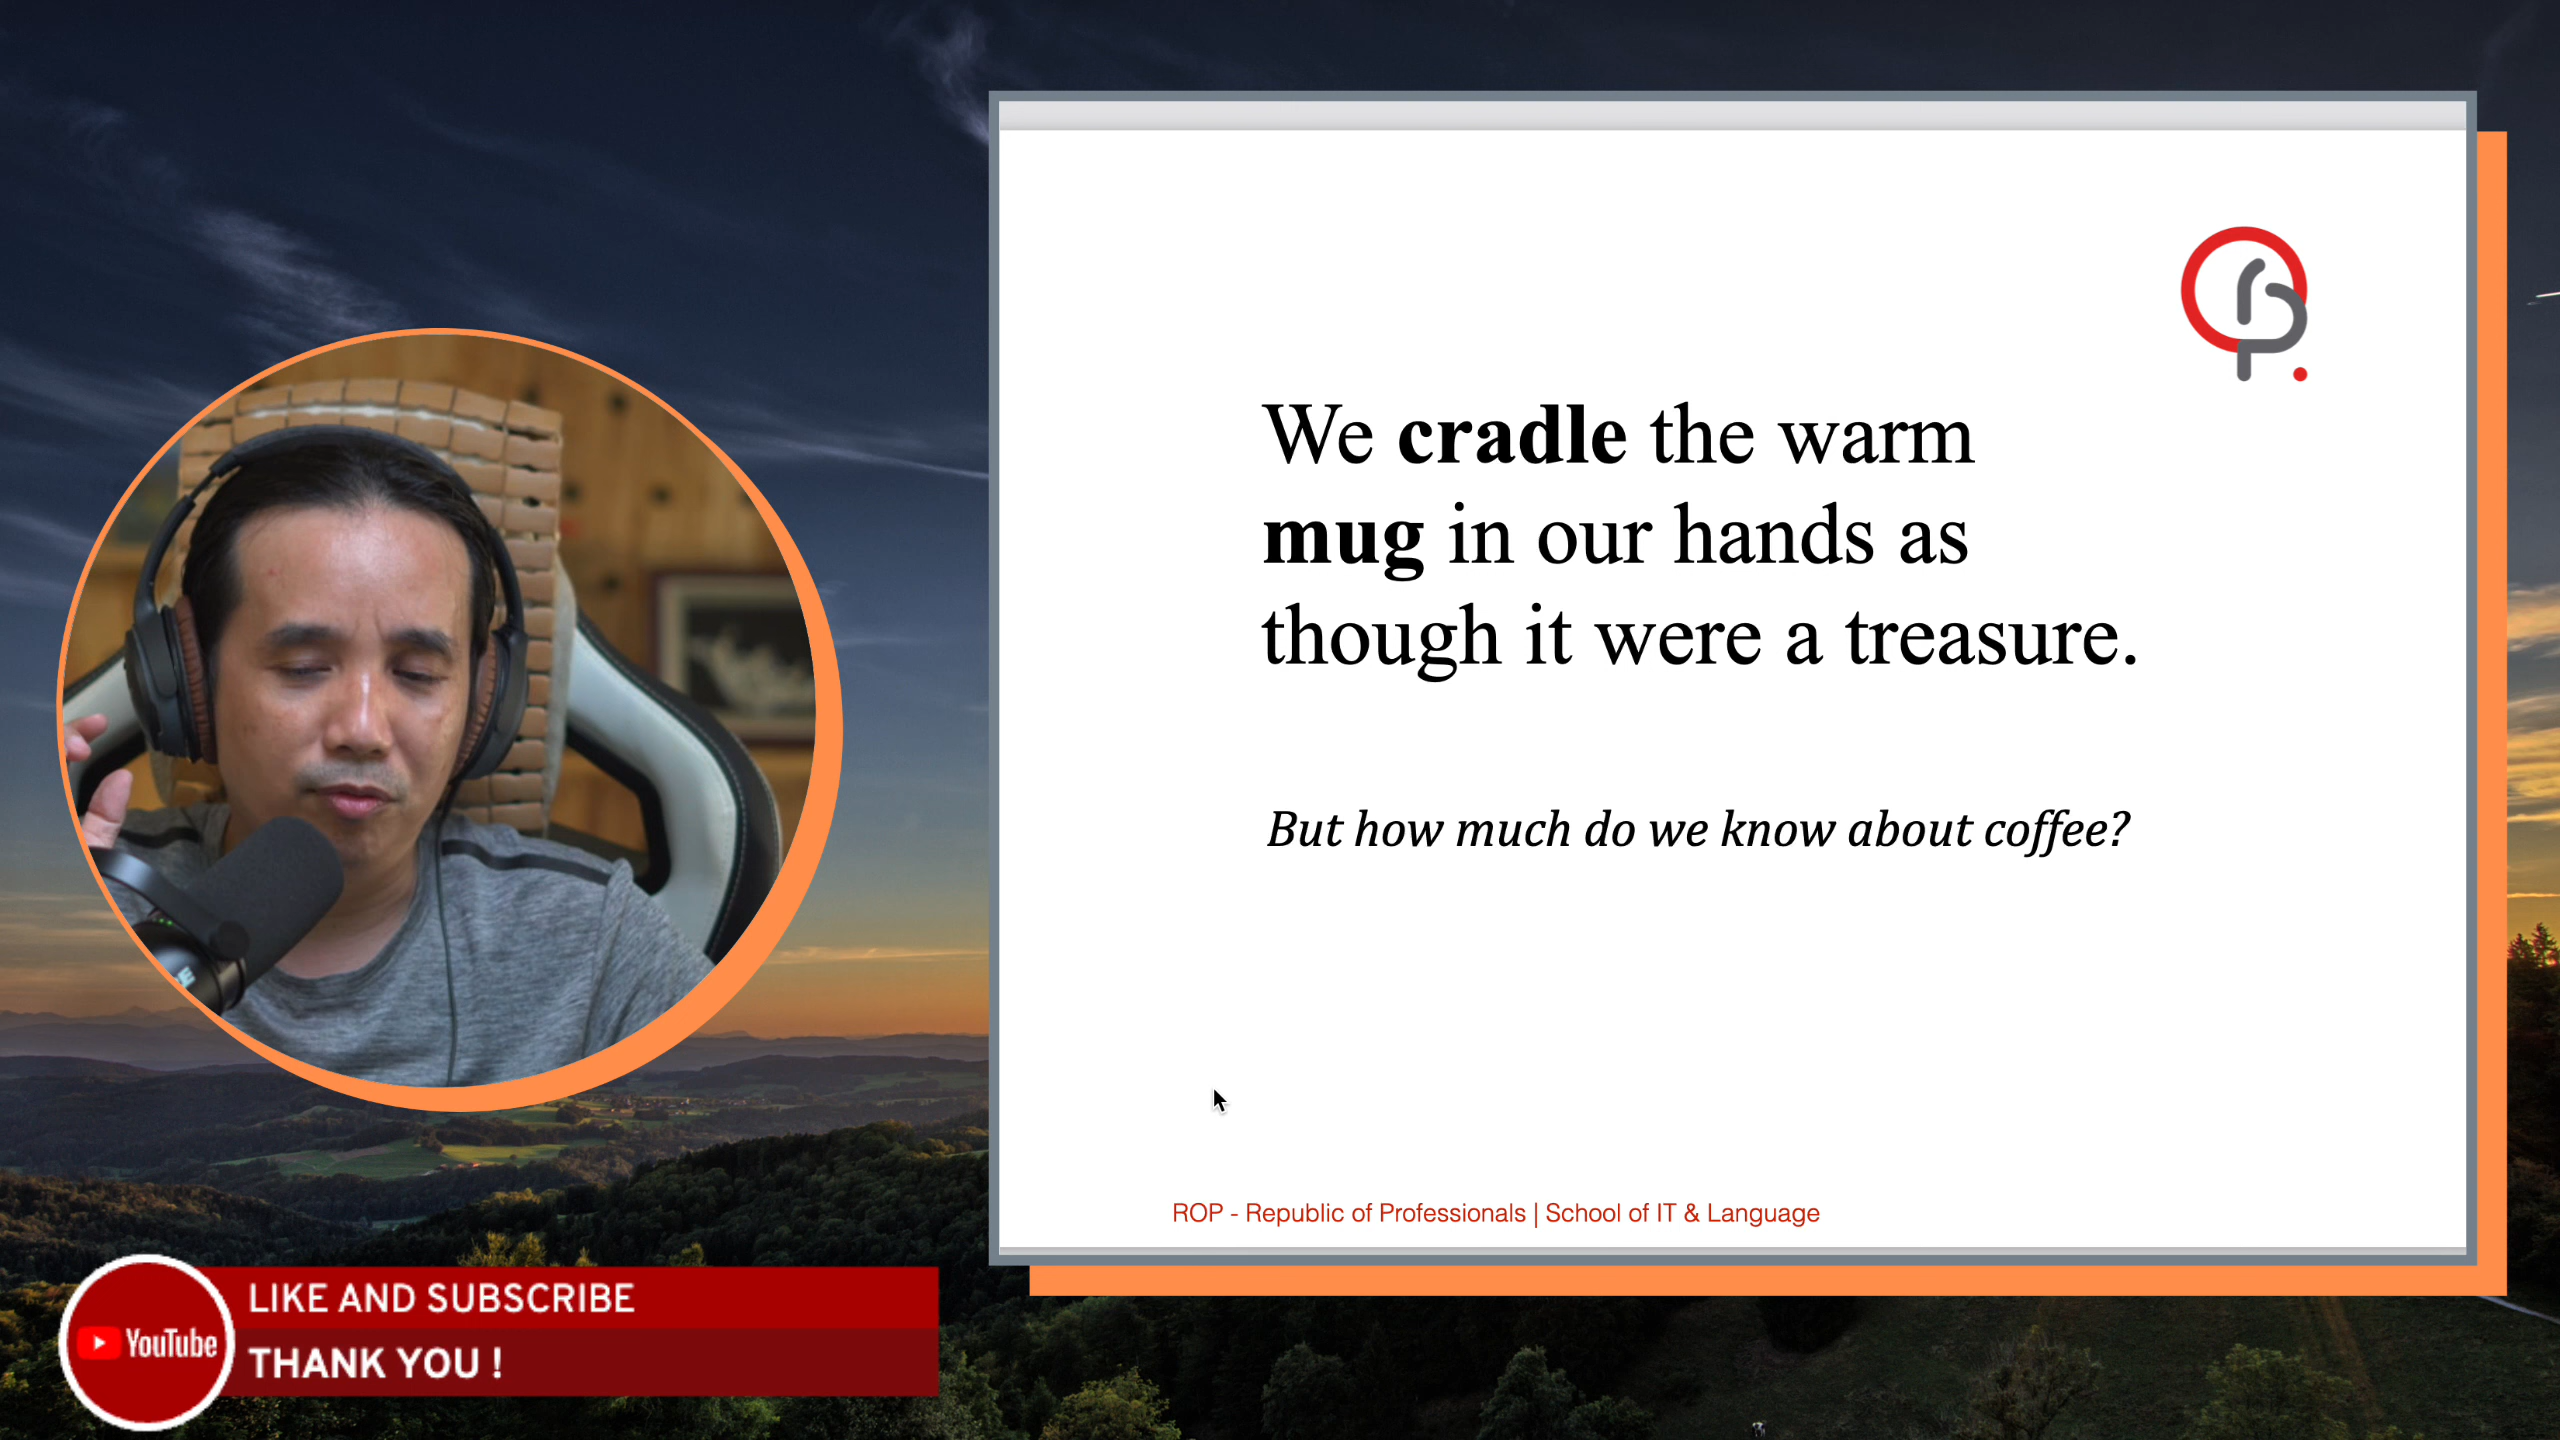 We cradle the warm
mug in our hands as
though it were a treasure.
But how much do we know about coffee?
ROP - Republic of Professionals | School of IT & Language
YouTube
LIKE AND SUBSCRIBE
THANK YOU !